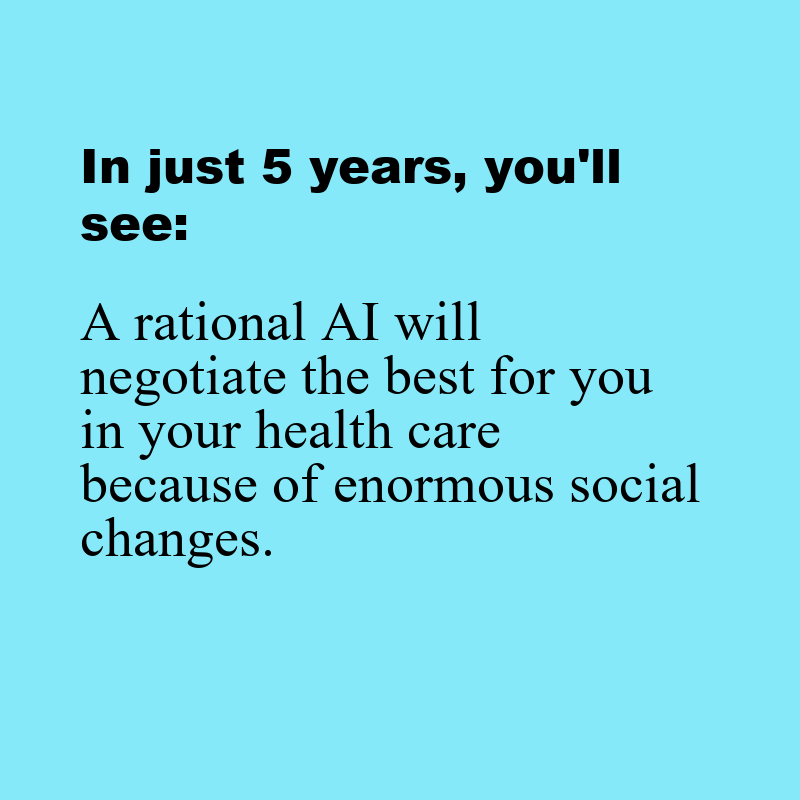 In just 5 years, you'll
see:
A rational AI will
negotiate the best for you
in your health care
because of enormous social
changes.